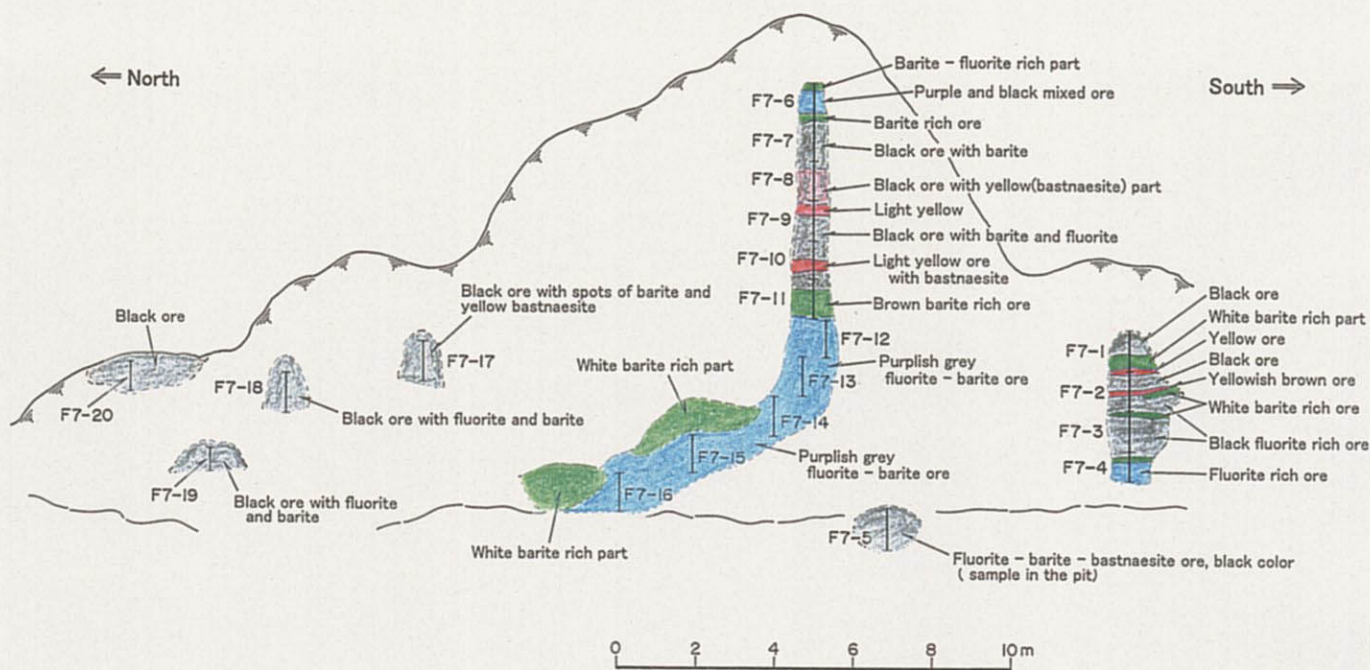 ⇐ North
South ⇒
Barite - fluorite rich part
F7-6
Purple and black mixed ore
Barite rich ore
F7-7
Black ore with barite
F7-8
Black ore with yellow(bastnaesite) part
Light yellow
F7-9
Black ore with barite and fluorite
F7-10
Light yellow ore
with bastnaesite
F7-11
Brown barite rich ore
F7-12
Purplish grey
fluorite - barite ore
F7-13
F7-14
Purplish grey
fluorite - barite ore
F7-15
F7-16
White barite rich part
White barite rich part
Black ore with spots of barite and
yellow bastnaesite
F7-17
Black ore
F7-20
F7-18
Black ore with fluorite and barite
F7-19
Black ore with fluorite
and barite
Black ore
White barite rich part
F7-1
Yellow ore
Black ore
F7-2
Yellowish brown ore
White barite rich ore
F7-3
Black fluorite rich ore
F7-4
Fluorite rich ore
F7-5
Fluorite - barite - bastnaesite ore, black color
( sample in the pit)
0 2 4 6 8 10m